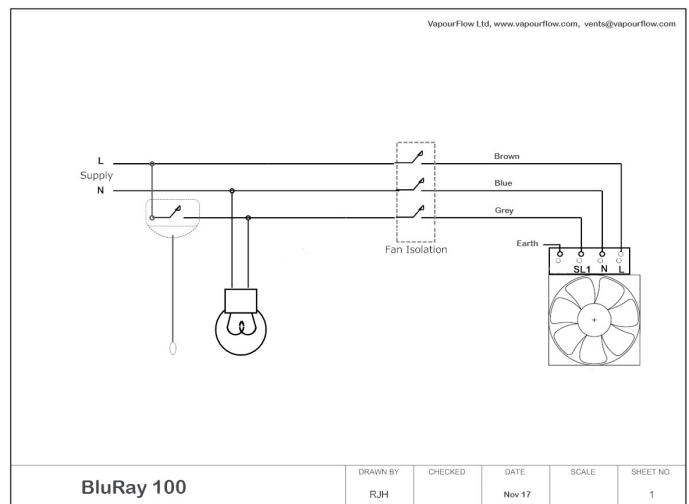 VapourFlow Ltd, www.vapourflow.com, vents@vapourflow.com
L
Supply
N
Brown
Blue
Grey
Fan Isolation
Earth
SL1 N L
BluRay 100
DRAWN BY CHECKED DATE SCALE SHEET NO.
RJH Nov 17 1